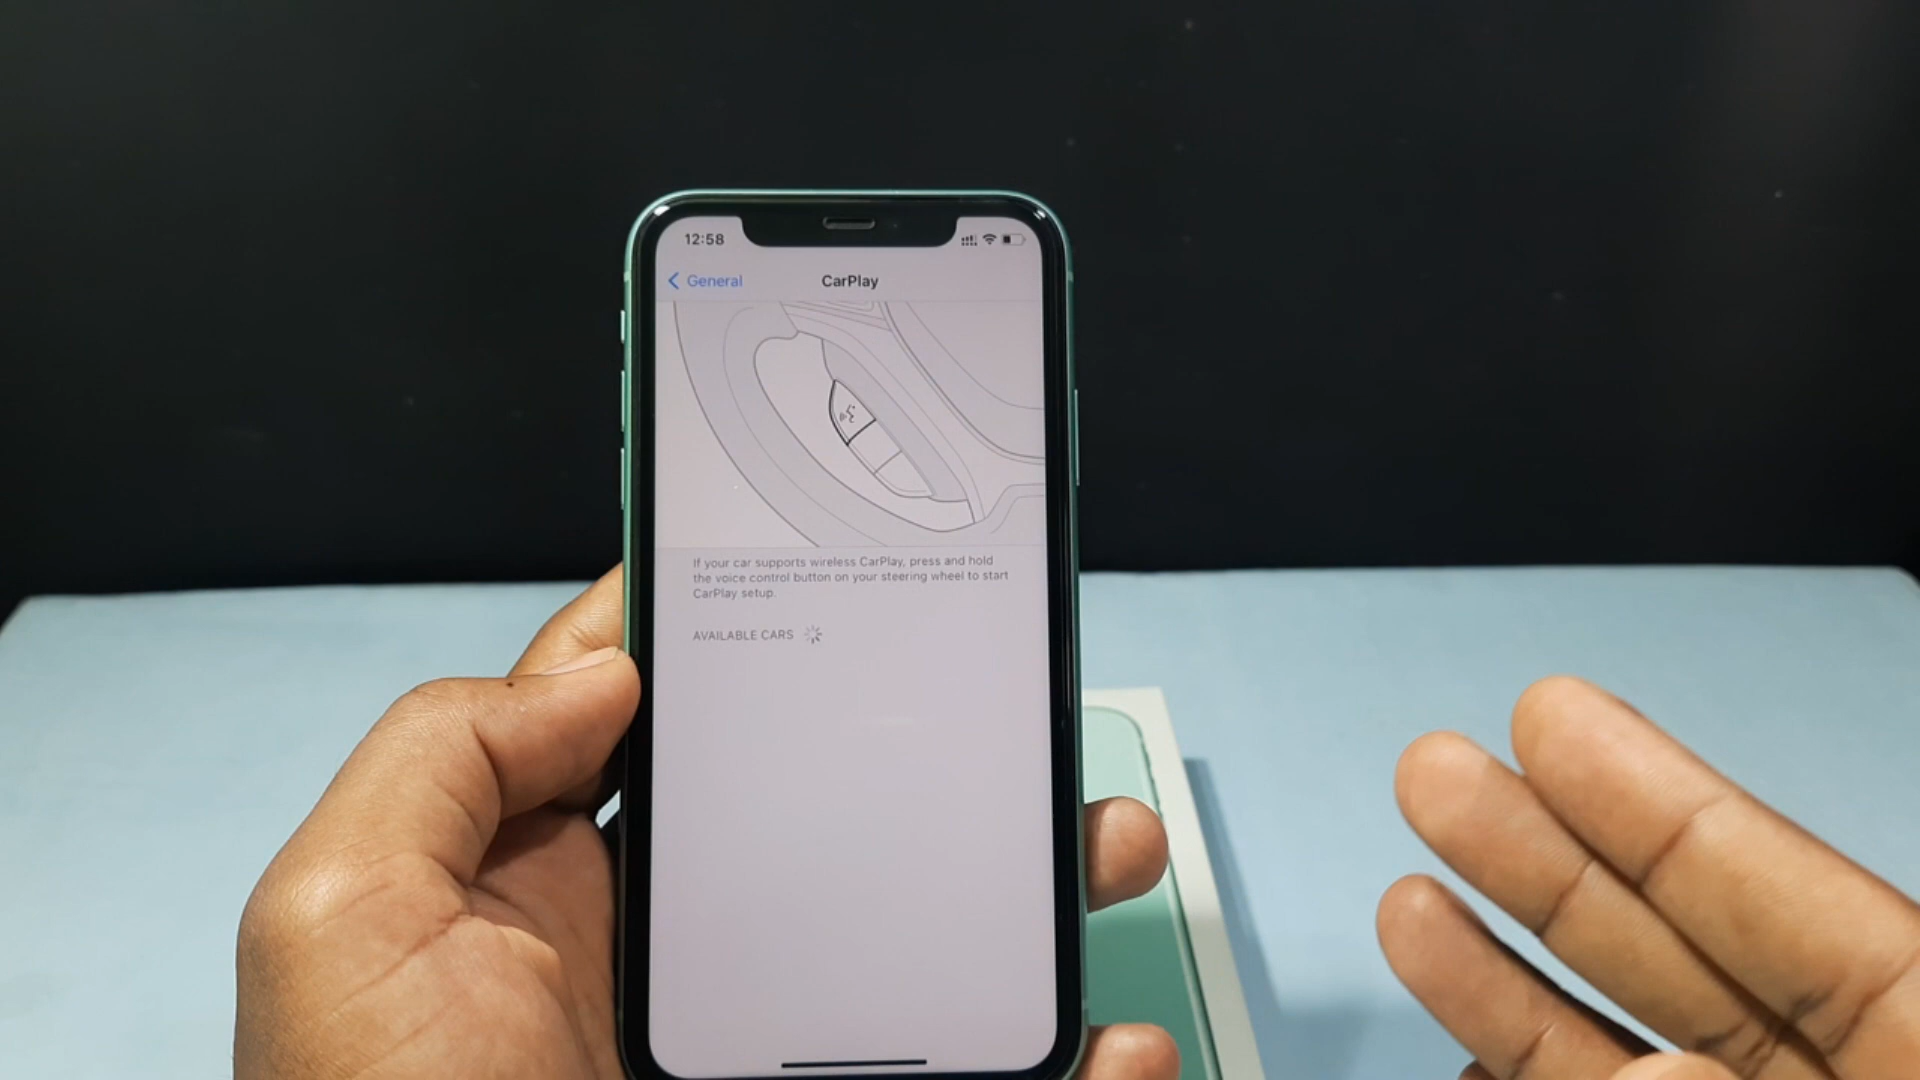 12:58
General
CarPlay
If your car supports wireless CarPlay, press and hold
the voice control button on your steering wheel to start
CarPlay setup.
AVAILABLE CARS